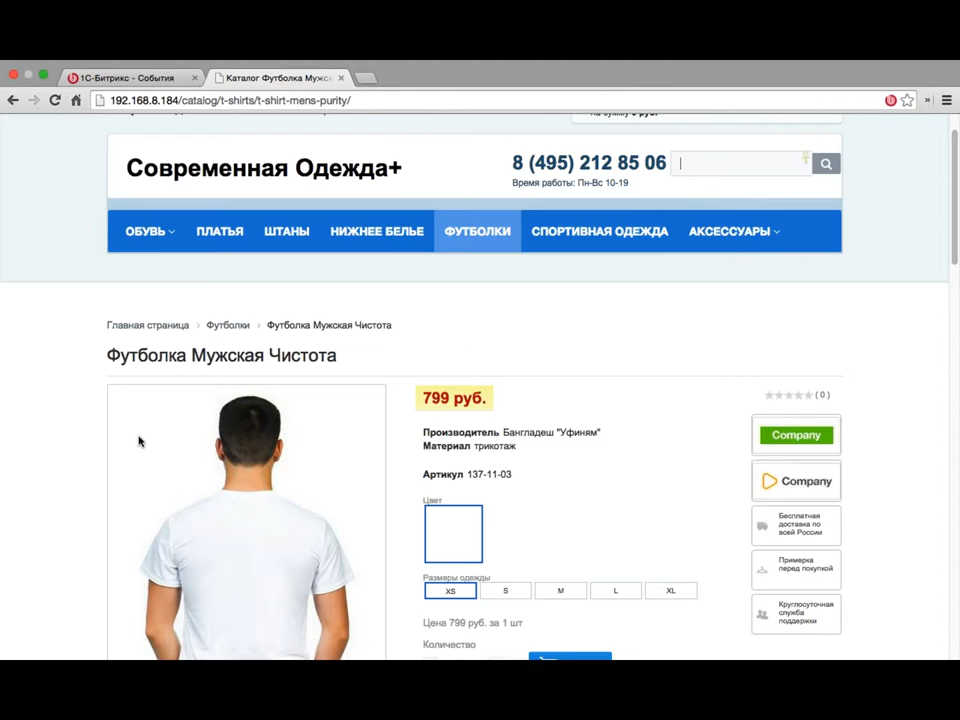 1С-Битрикс - События
Каталог Футболка Мужск
192.168.8.184/catalog/t-shirts/t-shirt-mens-purity/
Современная Одежда+
8 (495) 212 85 06
Время работы: Пн-Вс 10-19
ОБУВЬ
ПЛАТЬЯ
ШТАНЫ
НИЖНЕЕ БЕЛЬЕ
ФУТБОЛКИ
СПОРТИВНАЯ ОДЕЖДА
АКСЕССУАРЫ
Главная страница › Футболки › Футболка Мужская Чистота
Футболка Мужская Чистота
799 руб.
( 0 )
Производитель Бангладеш "Уфиням"
Материал трикотаж
Артикул 137-11-03
Цвет
Размеры одежды
XS
S
M
L
XL
Цена 799 руб. за 1 шт
Количество
Company
Company
Бесплатная
доставка по
всей России
Примерка
перед покупкой
Круглосуточная
служба
поддержки